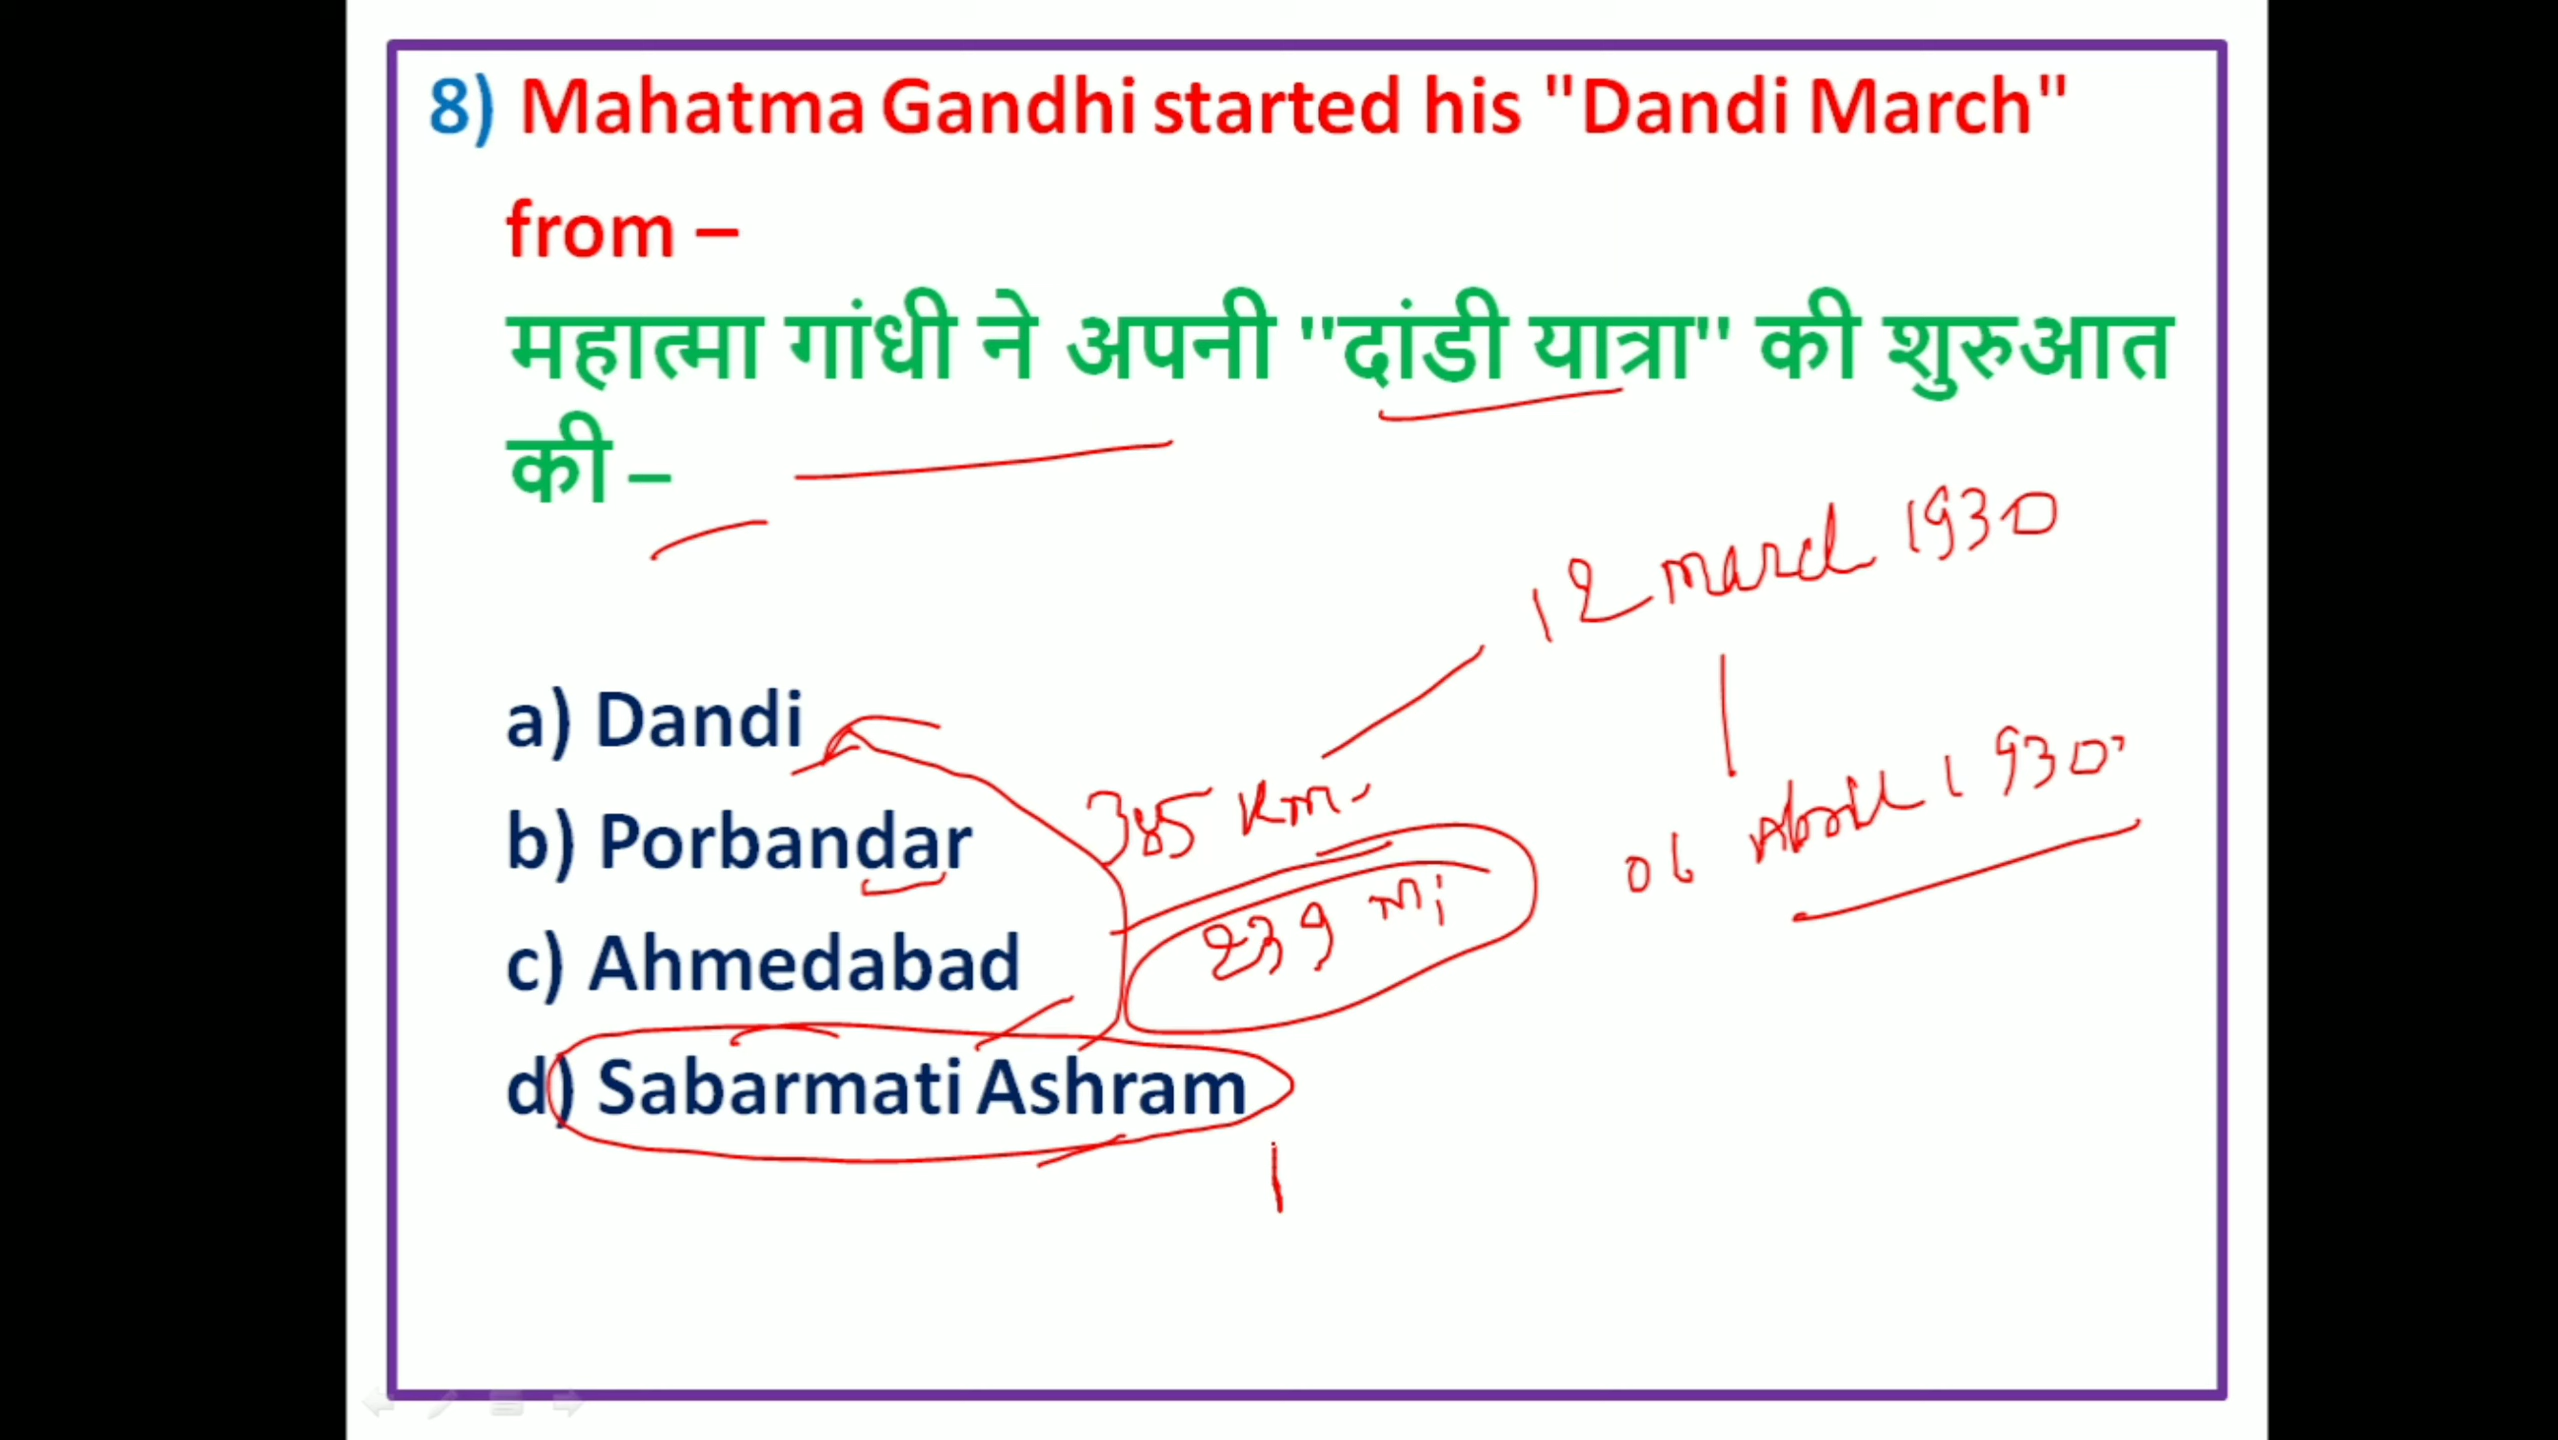 8) Mahatma Gandhi started his "Dandi March"
from –
महात्मा गांधी ने अपनी "दांडी यात्रा" की शुरुआत
की –
12 march 1930
06 April 1930
a) Dandi
385 Km.
b) Porbandar
239 mi
c) Ahmedabad
d) Sabarmati Ashram